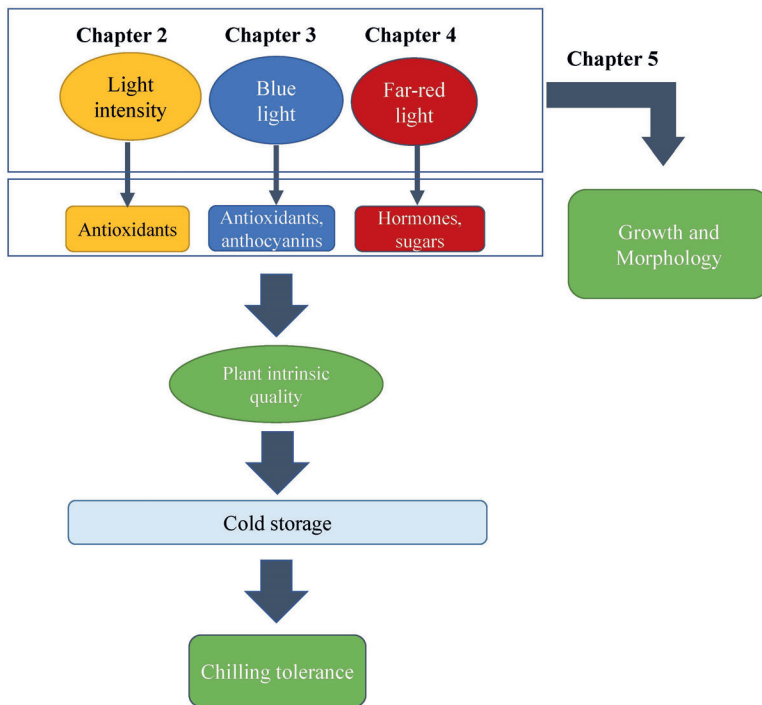 Chapter 2
Chapter 3
Chapter 4
Chapter 5
Light
intensity
Blue
light
Far-red
light
Antioxidants
Antioxidants,
anthocyanins
Hormones,
sugars
Growth and
Morphology
Plant intrinsic
quality
Cold storage
Chilling tolerance